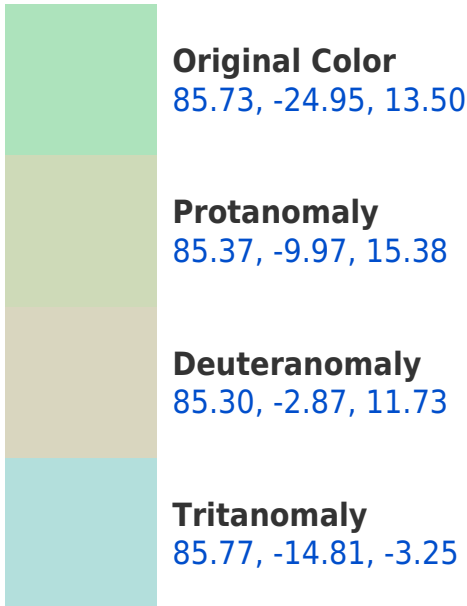 Original Color
85.73, -24.95, 13.50
Protanomaly
85.37, -9.97, 15.38
Deuteranomaly
85.30, -2.87, 11.73
Tritanomaly
85.77, -14.81, -3.25